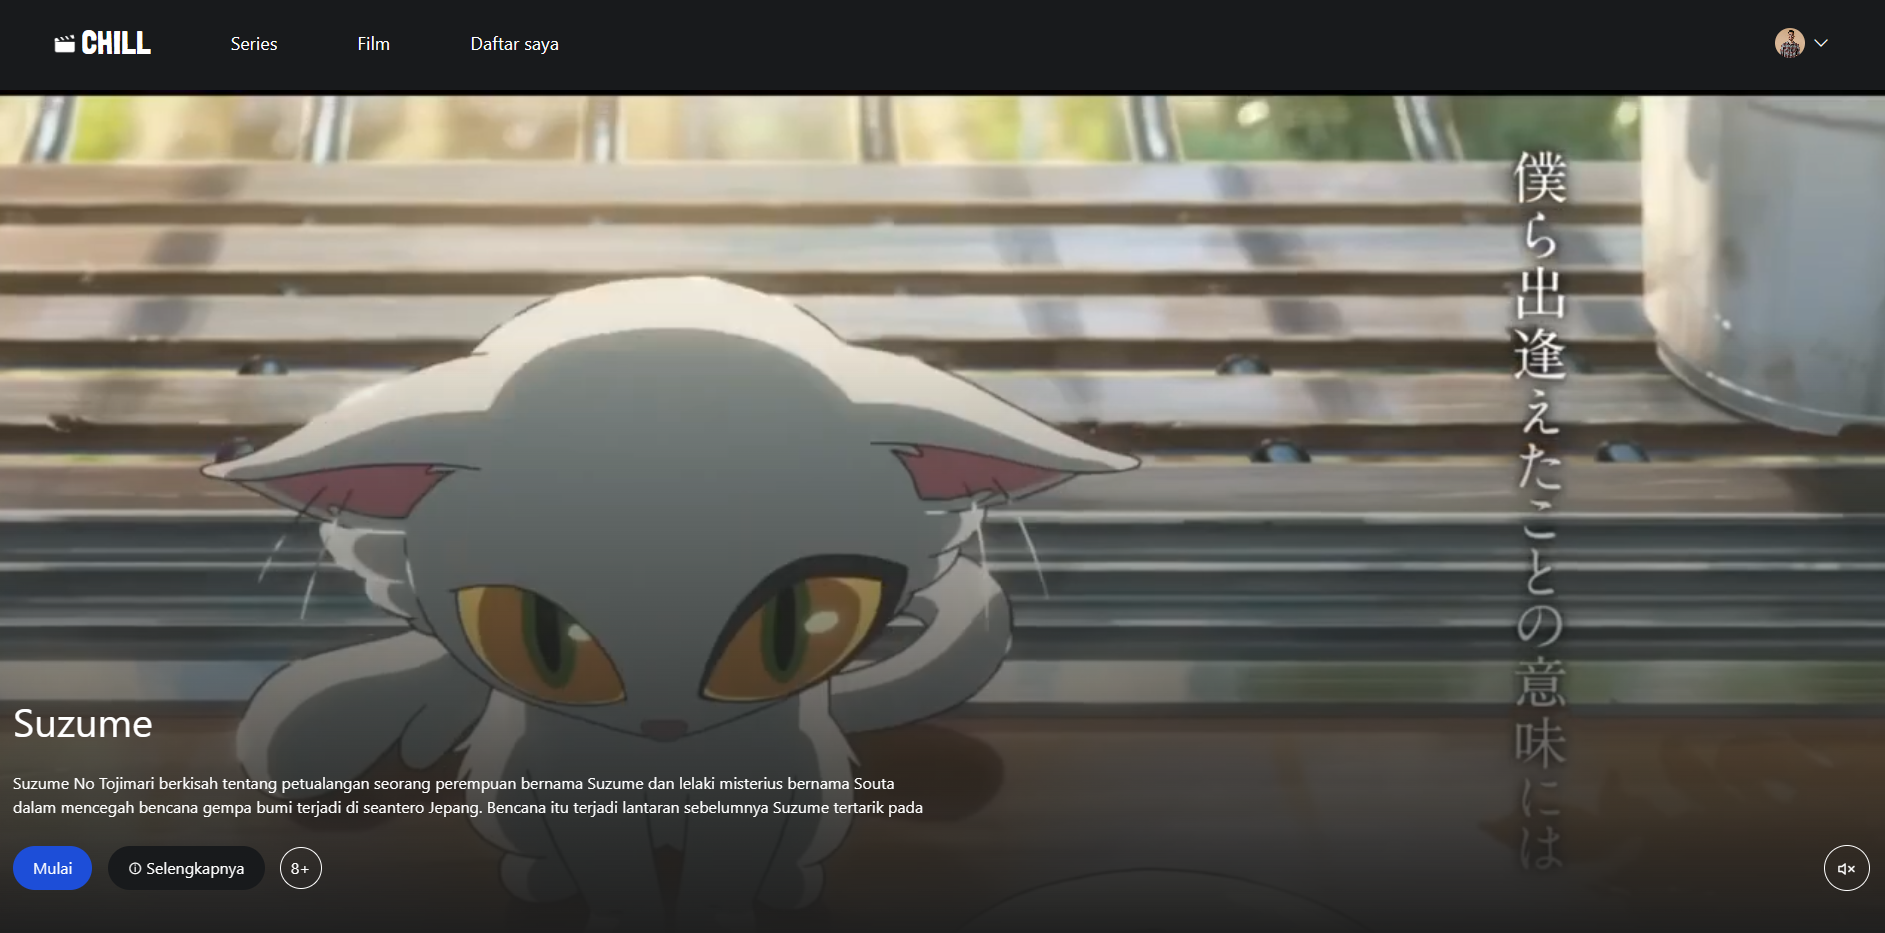 CHILL
Series
Film
Daftar saya
僕ら出逢えたことの意味には
Suzume
Suzume No Tojimari berkisah tentang petualangan seorang perempuan bernama Suzume dan lelaki misterius bernama Souta
dalam mencegah bencana gempa bumi terjadi di seantero Jepang. Bencana itu terjadi lantaran sebelumnya Suzume tertarik pada
Mulai
Selengkapnya
8+